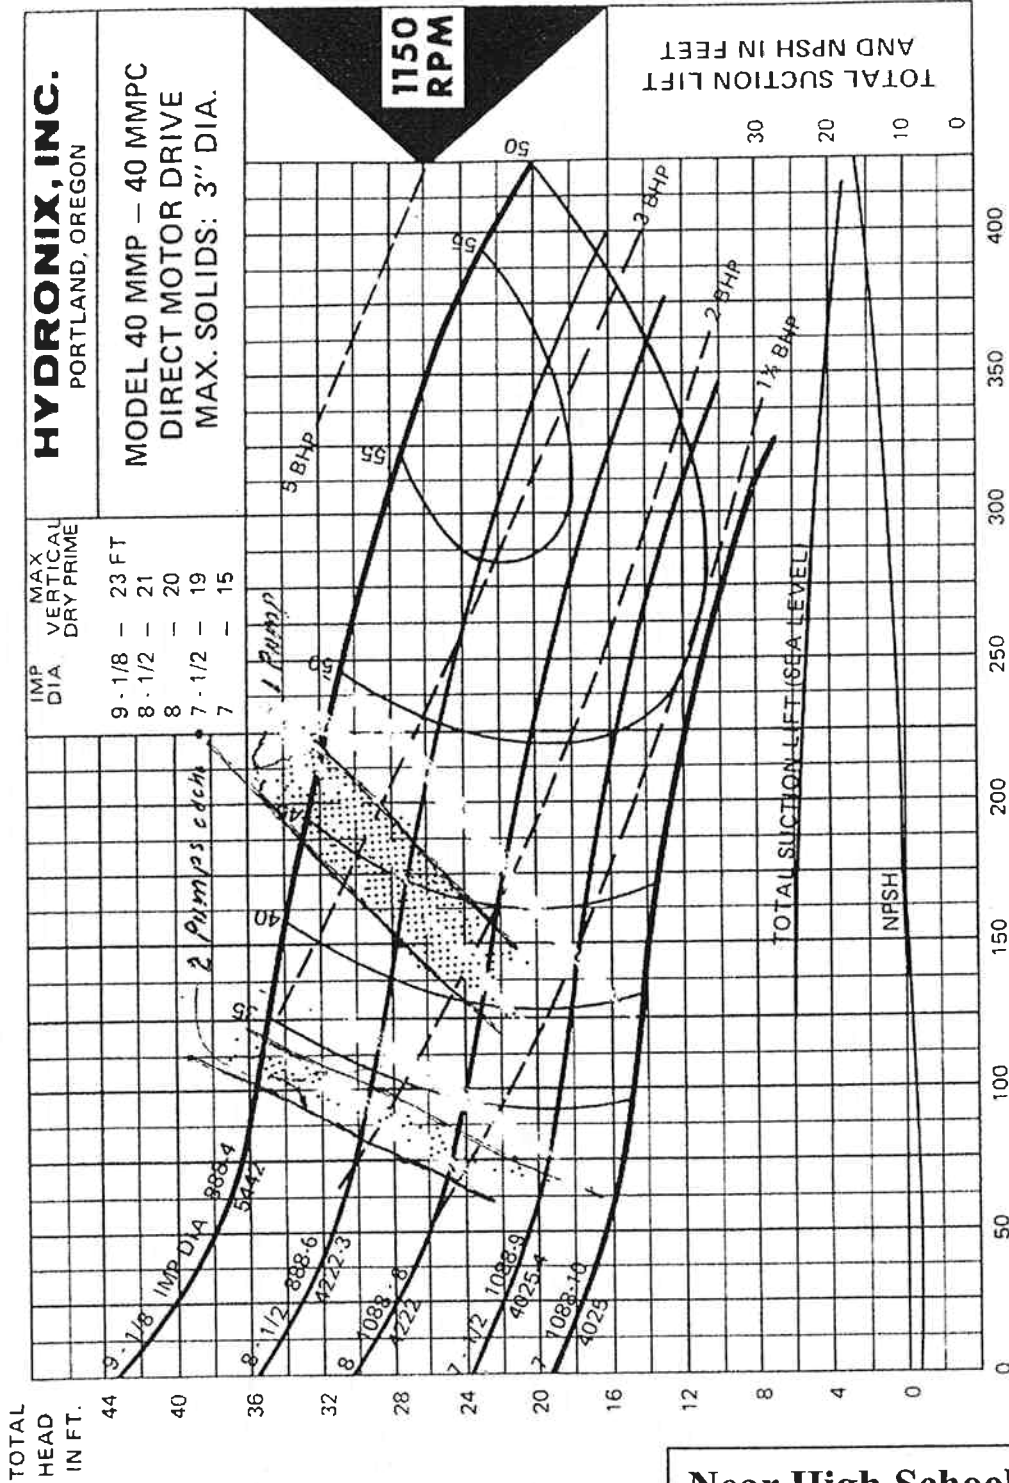 HYDRONIX, INC.
PORTLAND, OREGON
MODEL 40 MMP – 40 MMPC
DIRECT MOTOR DRIVE
MAX. SOLIDS: 3" DIA.
1150
RPM
IMP DIA
MAX VERTICAL DRY PRIME
9 - 1/8 – 23 FT
8 - 1/2 – 21
8 – 20
7 - 1/2 – 19
7 – 15
TOTAL
HEAD
IN FT.
44
40
36
32
28
24
20
16
12
8
4
0
TOTAL SUCTION LIFT
AND NPSH IN FEET
30
20
10
0
0
50
100
150
200
250
300
350
400
9 - 1/8 IMP DIA 888-4
5442
8 - 1/2 888-6
4222-3
8 1088 - 8
4222
7 - 1/2 1088-9
4025-4
7 1088-10
4025
2 Pumps each
1 Pump
35
40
45
50
55
55
50
5 BHP
3 BHP
2 BHP
1½ BHP
TOTAL SUCTION LIFT (SEA LEVEL)
NPSH
Near High School